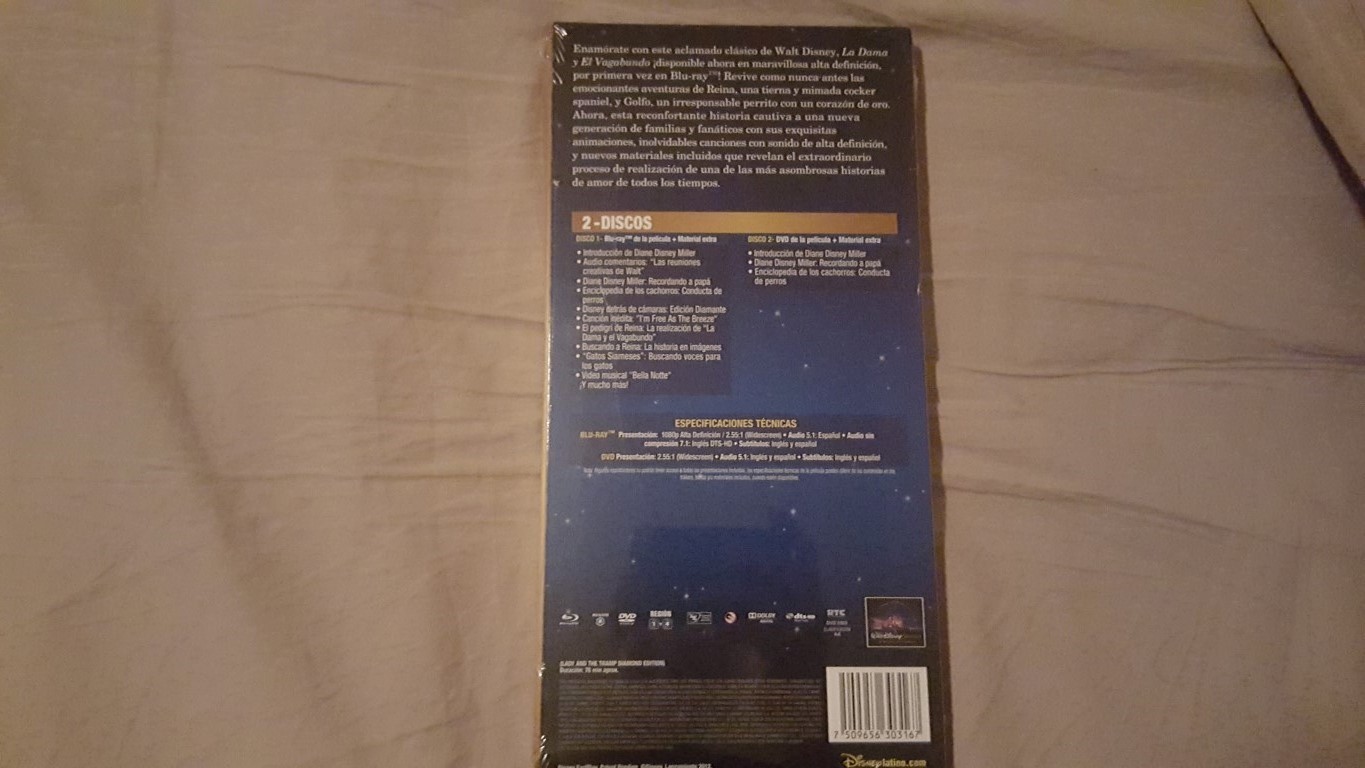 Enamórate con este aclamado clásico de Walt Disney, La Dama
y El Vagabundo ¡disponible ahora en maravillosa alta definición,
por primera vez en Blu-ray™! Revive como nunca antes las
emocionantes aventuras de Reina, una tierna y mimada cocker
spaniel, y Golfo, un irresponsable perrito con un corazón de oro.
Ahora, esta reconfortante historia cautiva a una nueva
generación de familias y fanáticos con sus exquisitas
animaciones, inolvidables canciones con sonido de alta definición,
y nuevos materiales incluidos que revelan el extraordinario
proceso de realización de una de las más asombrosas historias
de amor de todos los tiempos.
2 -DISCOS
DISCO 1- Blu-ray™ de la película + Material extra
• Introducción de Diane Disney Miller
• Audio comentarios: "Las reuniones
creativas de Walt"
• Diane Disney Miller: Recordando a papá
• Enciclopedia de los cachorros: Conducta de
perros
• Disney detrás de cámaras: Edición Diamante
• Canción inédita: "I'm Free As The Breeze"
• El pedigrí de Reina: La realización de "La
Dama y el Vagabundo"
• Buscando a Reina: La historia en imágenes
• "Gatos Siameses": Buscando voces para
los gatos
• Video musical "Bella Notte"
¡Y mucho más!
DISCO 2- DVD de la película + Material extra
• Introducción de Diane Disney Miller
• Diane Disney Miller: Recordando a papá
• Enciclopedia de los cachorros: Conducta
de perros
ESPECIFICACIONES TÉCNICAS
BLU-RAY™ Presentación: 1080p Alta Definición / 2.55:1 (Widescreen) • Audio 5.1: Español • Audio sin
compresión 7.1: Inglés DTS-HD • Subtítulos: Inglés y español
DVD Presentación: 2.55:1 (Widescreen) • Audio 5.1: Inglés y español • Subtítulos: Inglés y español
DVD
REGIÓN
DOLBY
dts-HD
RTC
Walt Disney
(LADY AND THE TRAMP DIAMOND EDITION)
Duración: 76 min aprox.
7 509656 303167
Disneylatino.com